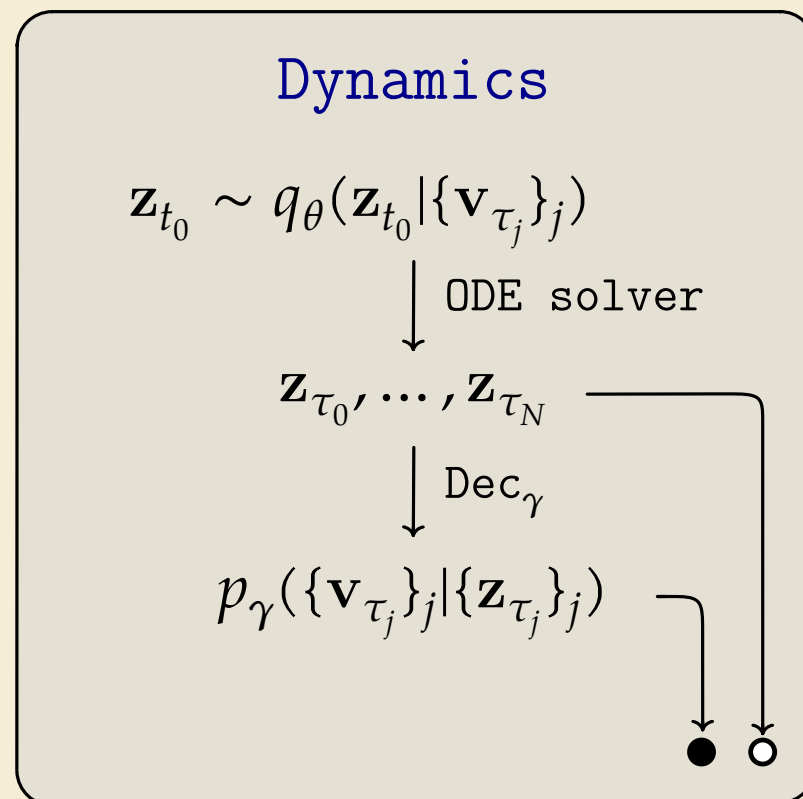 Dynamics
𝐳_{t_0} ∼ q_θ(𝐳_{t_0}|{𝐯_{τ_j}}_j)
ODE solver
𝐳_{τ_0}, … , 𝐳_{τ_N}
Dec_γ
p_γ({𝐯_{τ_j}}_j|{𝐳_{τ_j}}_j)